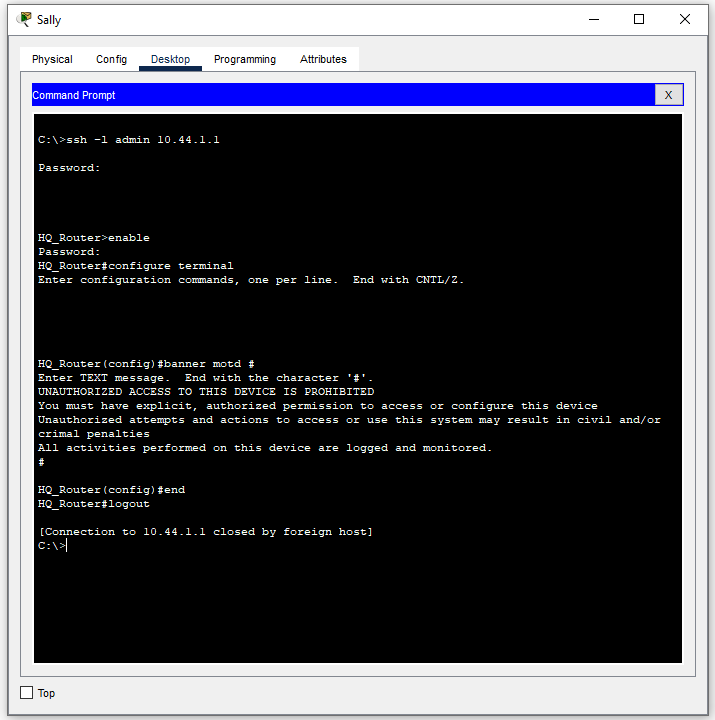 Sally
Physical Config Desktop Programming Attributes
Command Prompt X
C:\>ssh -l admin 10.44.1.1
Password:
HQ_Router>enable
Password:
HQ_Router#configure terminal
Enter configuration commands, one per line.  End with CNTL/Z.
HQ_Router(config)#banner motd #
Enter TEXT message.  End with the character '#'.
UNAUTHORIZED ACCESS TO THIS DEVICE IS PROHIBITED
You must have explicit, authorized permission to access or configure this device
Unauthorized attempts and actions to access or use this system may result in civil and/or
crimal penalties
All activities performed on this device are logged and monitored.
#
HQ_Router(config)#end
HQ_Router#logout
[Connection to 10.44.1.1 closed by foreign host]
C:\>
Top